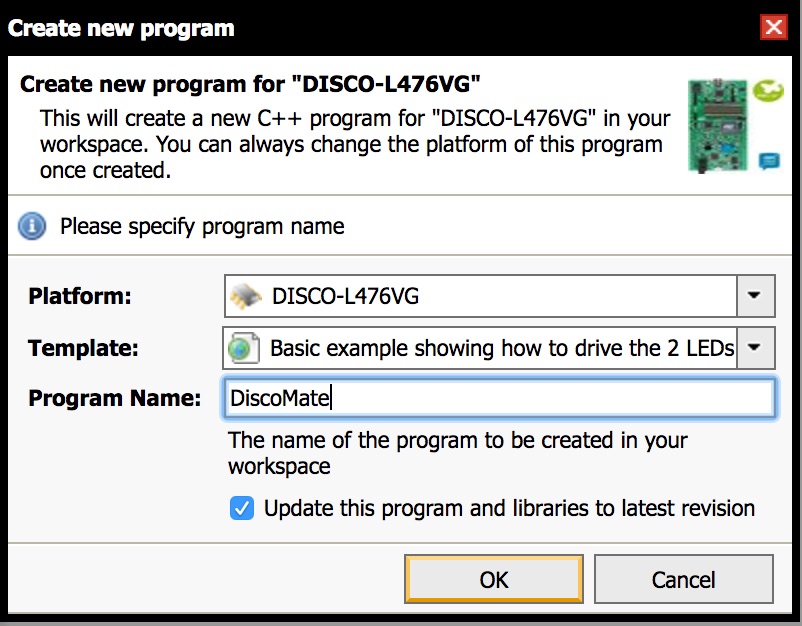 Create new program
Create new program for "DISCO-L476VG"
This will create a new C++ program for "DISCO-L476VG" in your
workspace. You can always change the platform of this program
once created.
Please specify program name
Platform: DISCO-L476VG
Template: Basic example showing how to drive the 2 LEDs
Program Name: DiscoMate
The name of the program to be created in your
workspace
Update this program and libraries to latest revision
OK Cancel